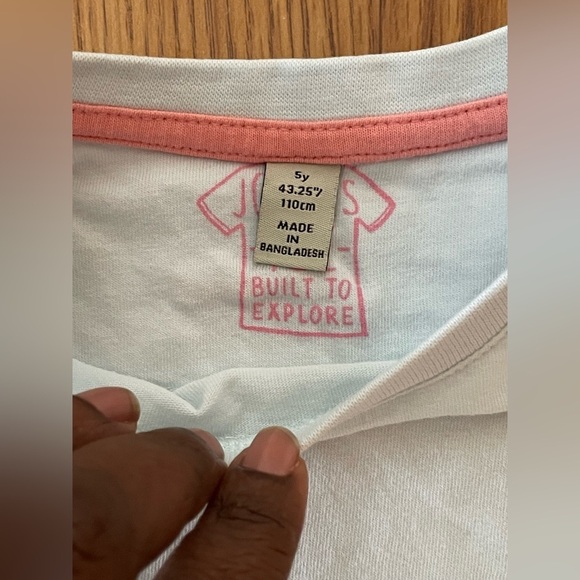 5y
43.25"/
110cm
MADE
IN
BANGLADESH
BUILT TO
EXPLORE